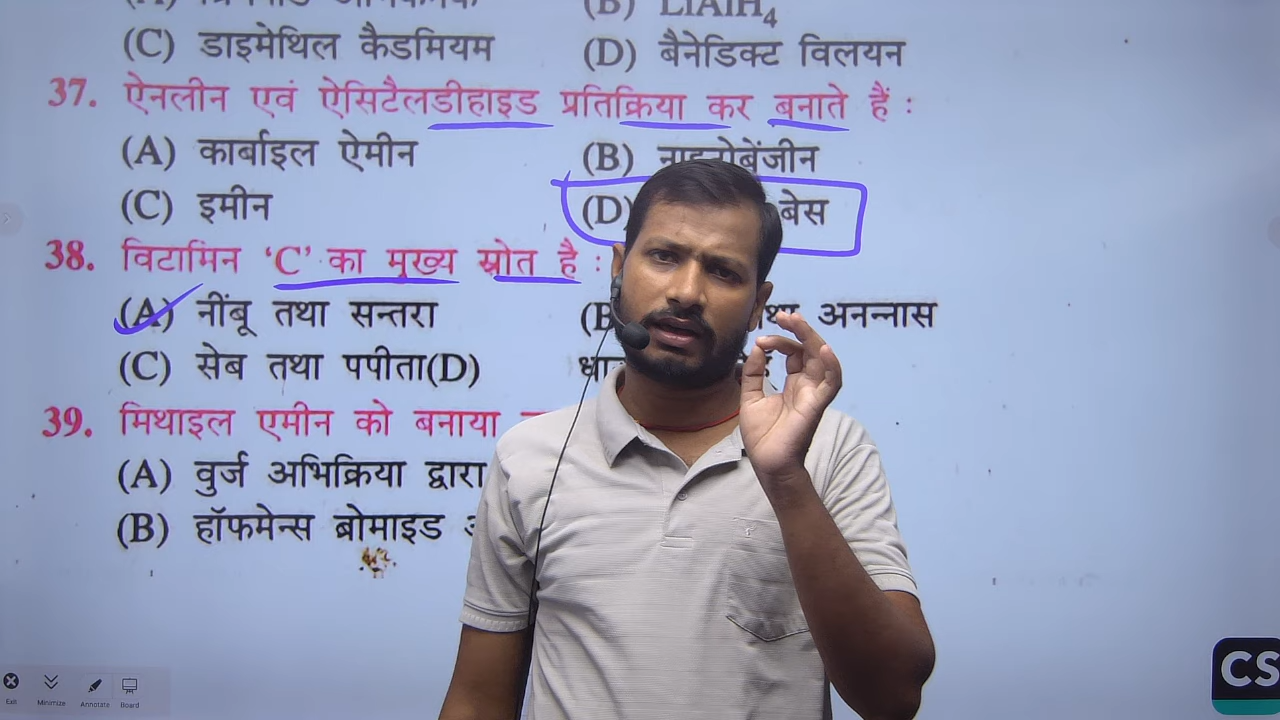 (B) LiAlH4
(C) डाइमेथिल कैडमियम (D) बैनेडिक्ट विलयन
37. ऐनलीन एवं ऐसिटैलडीहाइड प्रतिक्रिया कर बनाते हैं :
(A) कार्बाइल ऐमीन (B)
(C) इमीन (D) बेस
38. विटामिन ‘C’ का मुख्य स्रोत है :
(A) नींबू तथा सन्तरा (B अनन्नास
(C) सेब तथा पपीता(D)
39. मिथाइल एमीन को बनाया
(A) वुर्ज अभिक्रिया द्वारा
(B) हॉफमेन्स ब्रोमाइड
Exit Minimize Annotate Board
CS